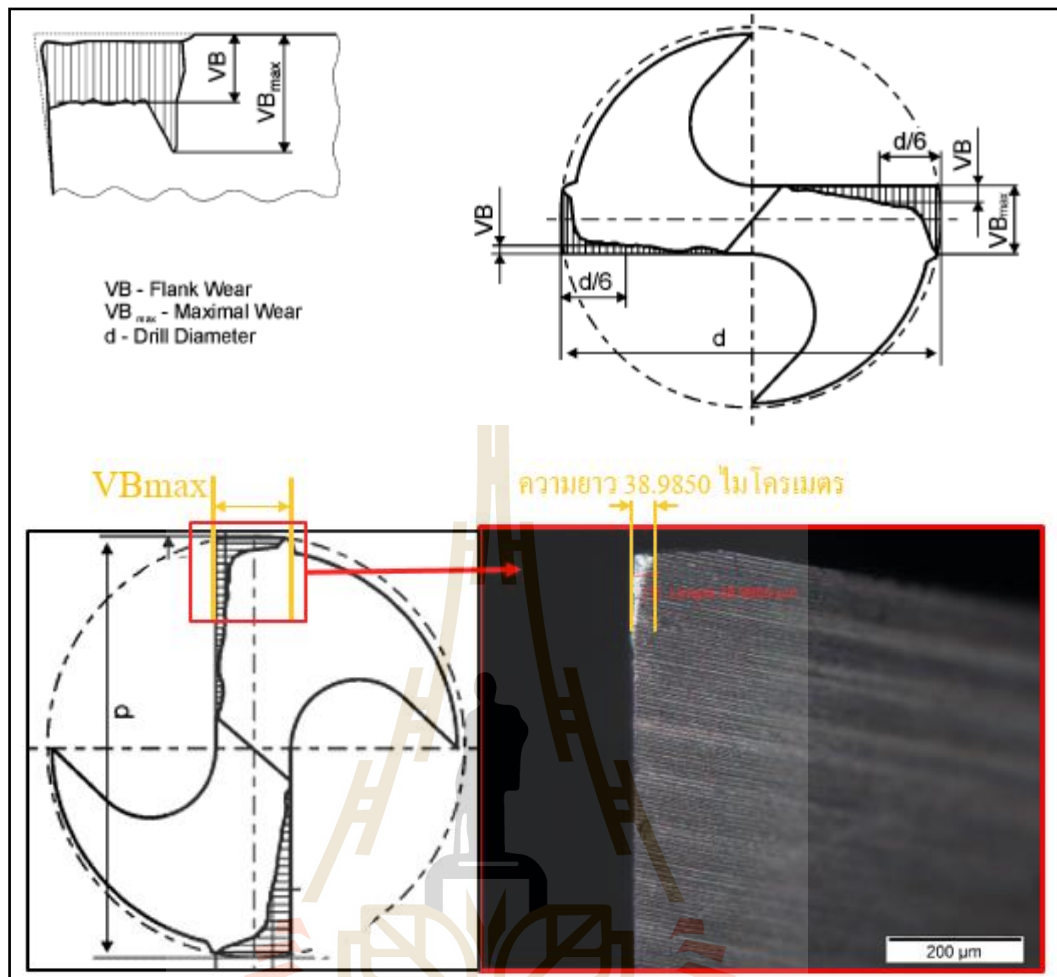 VB
VBmax
d/6
VB
VBmax
VB
d/6
d
VB - Flank Wear
VB max - Maximal Wear
d - Drill Diameter
VBmax
ความยาว 38.9850 ไมโครเมตร
d
200 µm